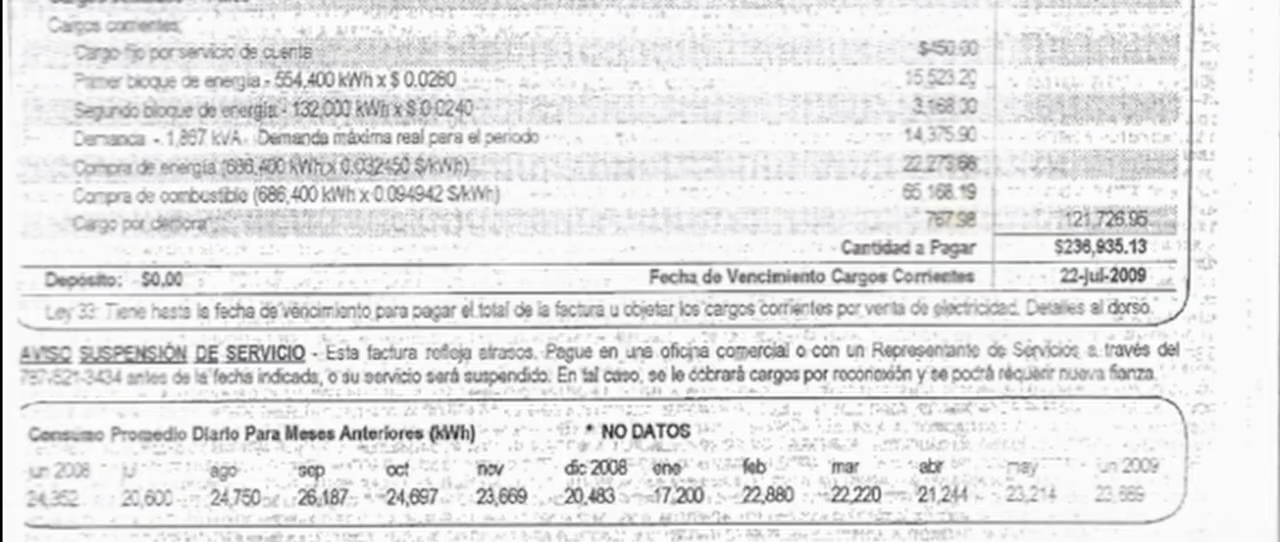 Cargos corrientes:
Cargo fijo por servicio de cuenta $450.00
Primer bloque de energía - 554,400 kWh x $ 0.0280 15,523.20
Segundo bloque de energía - 132,000 kWh x $ 0.0240 3,168.00
Demanda - 1,867 kVA - Demanda máxima real para el periodo 14,375.90
Compra de energía (686,400 kWh x 0.032450 $/kWh) 22,273.68
Compra de combustible (686,400 kWh x 0.094942 $/kWh) 65,168.19
Cargo por demora 767.98 121,726.95
Cantidad a Pagar $236,935.13
Depósito: $0.00 Fecha de Vencimiento Cargos Corrientes 22-jul-2009
Ley 33: Tiene hasta la fecha de vencimiento para pagar el total de la factura u objetar los cargos corrientes por venta de electricidad. Detalles al dorso.
AVISO SUSPENSIÓN DE SERVICIO - Esta factura refleja atrasos. Pague en una oficina comercial o con un Representante de Servicios a través del
787-521-3434 antes de la fecha indicada, o su servicio será suspendido. En tal caso, se le cobrará cargos por reconexión y se podrá requerir nueva fianza.
Consumo Promedio Diario Para Meses Anteriores (kWh) * NO DATOS
jun 2008 jul ago sep oct nov dic 2008 ene feb mar abr may jun 2009
24,352 20,600 24,750 26,187 24,697 23,669 20,483 17,200 22,880 22,220 21,244 23,214